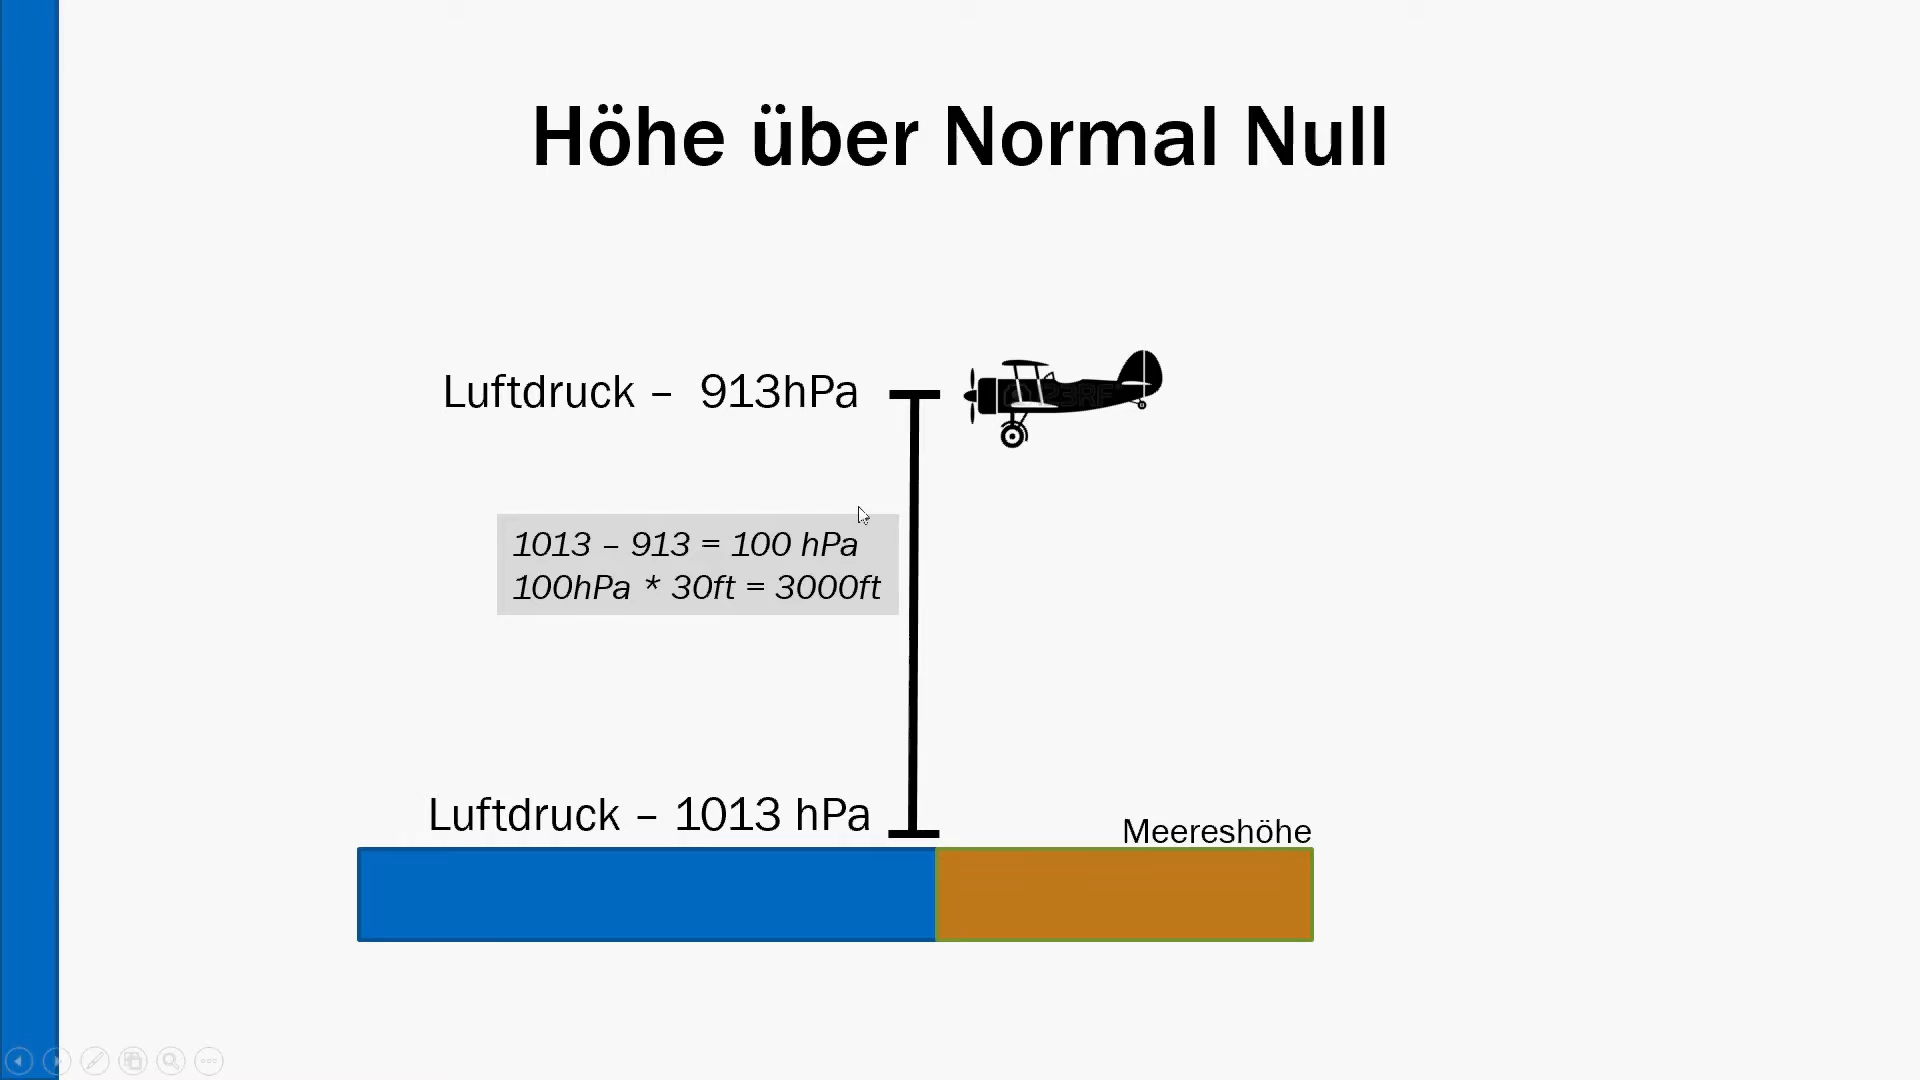 Höhe über Normal Null
Luftdruck – 913hPa
1013 – 913 = 100 hPa
100hPa * 30ft = 3000ft
Luftdruck – 1013 hPa
Meereshöhe